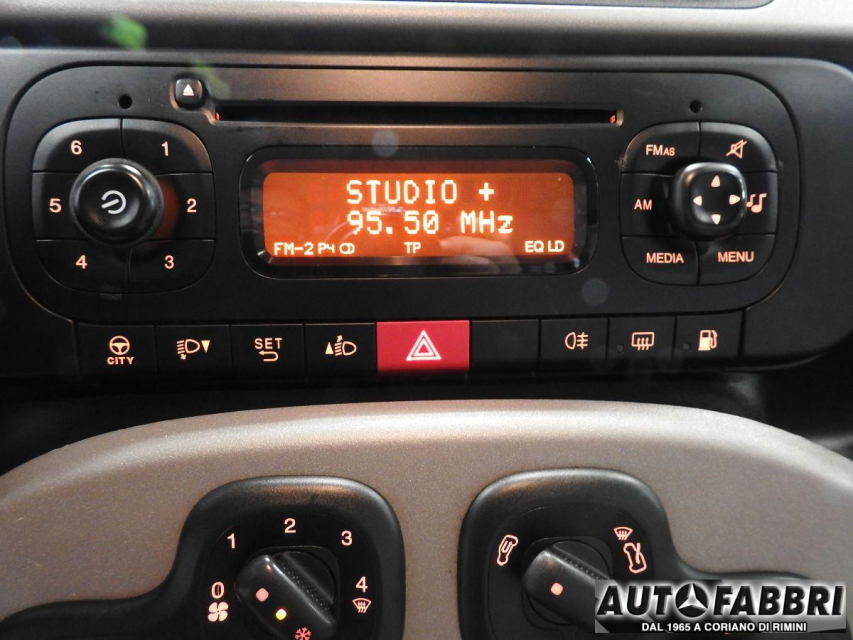 6 1
5 2
4 3
STUDIO +
95.50 MHz
FM-2 P4 CD TP EQ LD
FMAS
AM
MEDIA MENU
CITY
SET
0 1 2 3 4
AUTOFABBRI
DAL 1965 A CORIANO DI RIMINI